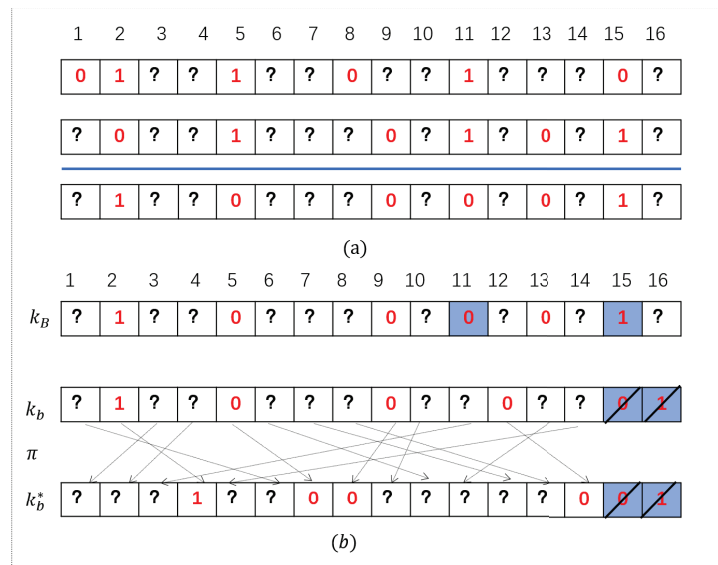 1 2 3 4 5 6 7 8 9 10 11 12 13 14 15 16
0 1 ? ? 1 ? ? 0 ? ? 1 ? ? ? 0 ?
? 0 ? ? 1 ? ? ? 0 ? 1 ? 0 ? 1 ?
? 1 ? ? 0 ? ? ? 0 ? 0 ? 0 ? 1 ?
(a)
1 2 3 4 5 6 7 8 9 10 11 12 13 14 15 16
k_B ? 1 ? ? 0 ? ? ? 0 ? 0 ? 0 ? 1 ?
k_b ? 1 ? ? 0 ? ? ? 0 ? ? 0 ? ? 0 1
π
k_b^* ? ? ? 1 ? ? 0 0 ? ? ? ? ? 0 0 1
(b)